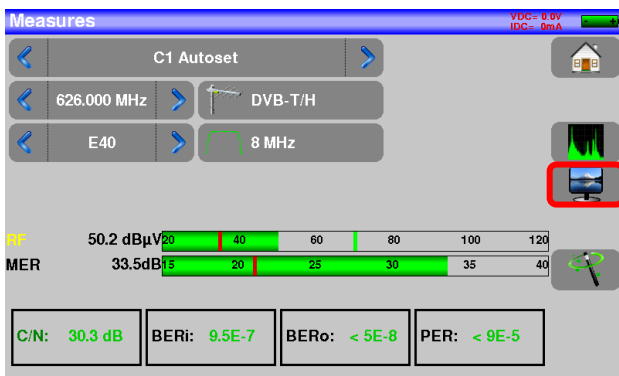 Measures
VDC= 0.0V
IDC= 0mA
C1 Autoset
626.000 MHz
DVB-T/H
E40
8 MHz
RF 50.2 dBµV 20 40 60 80 100 120
MER 33.5dB 15 20 25 30 35 40
C/N: 30.3 dB BERi: 9.5E-7 BERo: < 5E-8 PER: < 9E-5